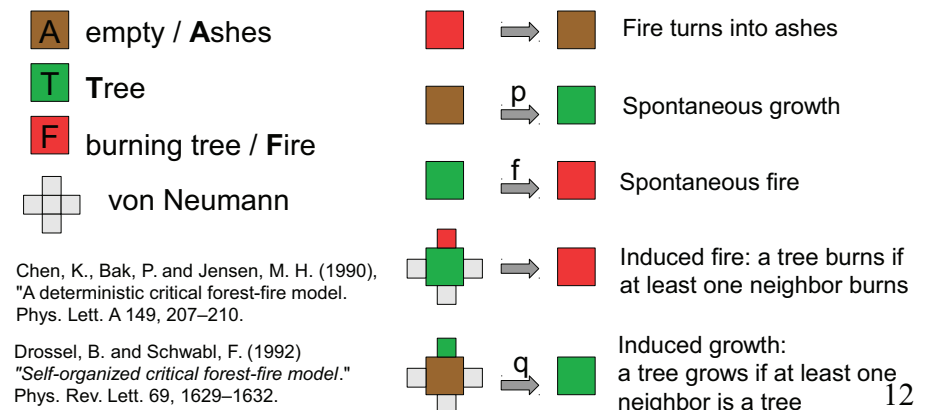 A empty / Ashes
T Tree
F burning tree / Fire
von Neumann
Chen, K., Bak, P. and Jensen, M. H. (1990),
"A deterministic critical forest-fire model.
Phys. Lett. A 149, 207–210.
Drossel, B. and Schwabl, F. (1992)
"Self-organized critical forest-fire model."
Phys. Rev. Lett. 69, 1629–1632.
Fire turns into ashes
p
Spontaneous growth
f
Spontaneous fire
Induced fire: a tree burns if
at least one neighbor burns
q
Induced growth:
a tree grows if at least one
neighbor is a tree
12